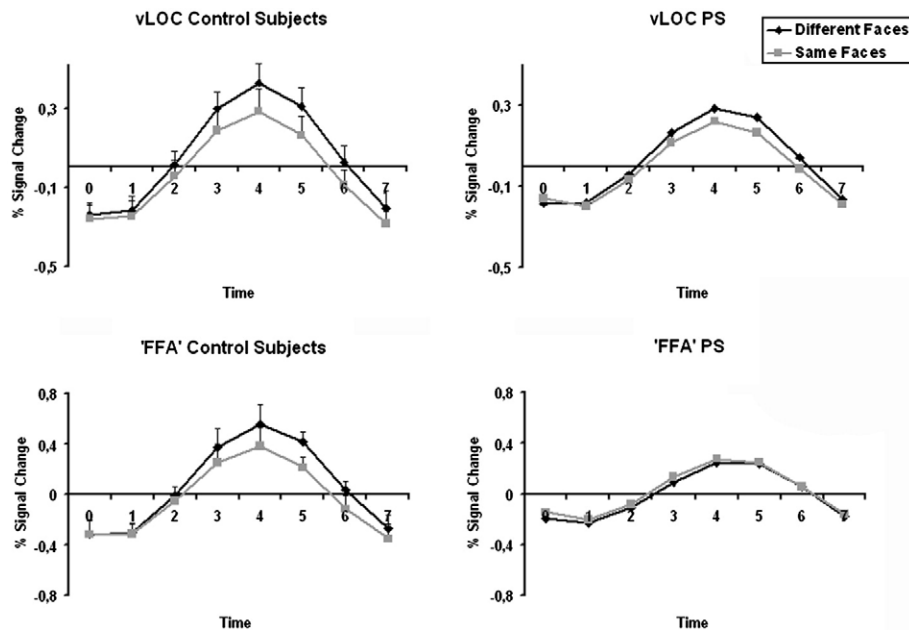 vLOC Control Subjects
% Signal Change
0,3
-0,1
-0,5
0 1 2 3 4 5 6 7
Time
vLOC PS
Different Faces
Same Faces
% Signal Change
0,3
-0,1
-0,5
0 1 2 3 4 5 6 7
Time
'FFA' Control Subjects
% Signal Change
0,8
0,4
0
-0,4
-0,8
0 1 2 3 4 5 6 7
Time
'FFA' PS
% Signal Change
0,8
0,4
0
-0,4
-0,8
0 1 2 3 4 5 6 7
Time